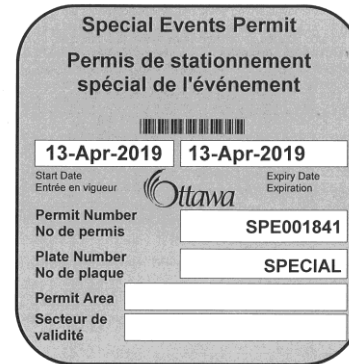 Special Events Permit
Permis de stationnement
spécial de l'événement
13-Apr-2019 13-Apr-2019
Start Date Expiry Date
Entrée en vigueur Expiration
Ottawa
Permit Number
No de permis SPE001841
Plate Number
No de plaque SPECIAL
Permit Area
Secteur de
validité